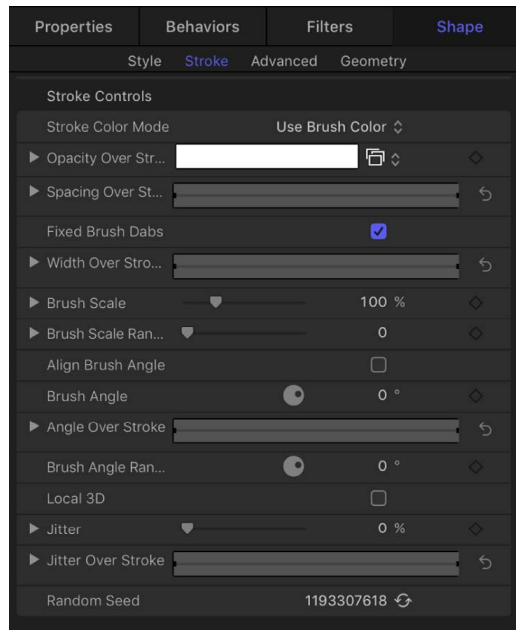 Properties Behaviors Filters Shape
Style Stroke Advanced Geometry
Stroke Controls
Stroke Color Mode Use Brush Color
Opacity Over Str...
Spacing Over St...
Fixed Brush Dabs
Width Over Stro...
Brush Scale 100 %
Brush Scale Ran... 0
Align Brush Angle
Brush Angle 0 °
Angle Over Stroke
Brush Angle Ran... 0 °
Local 3D
Jitter 0 %
Jitter Over Stroke
Random Seed 1193307618